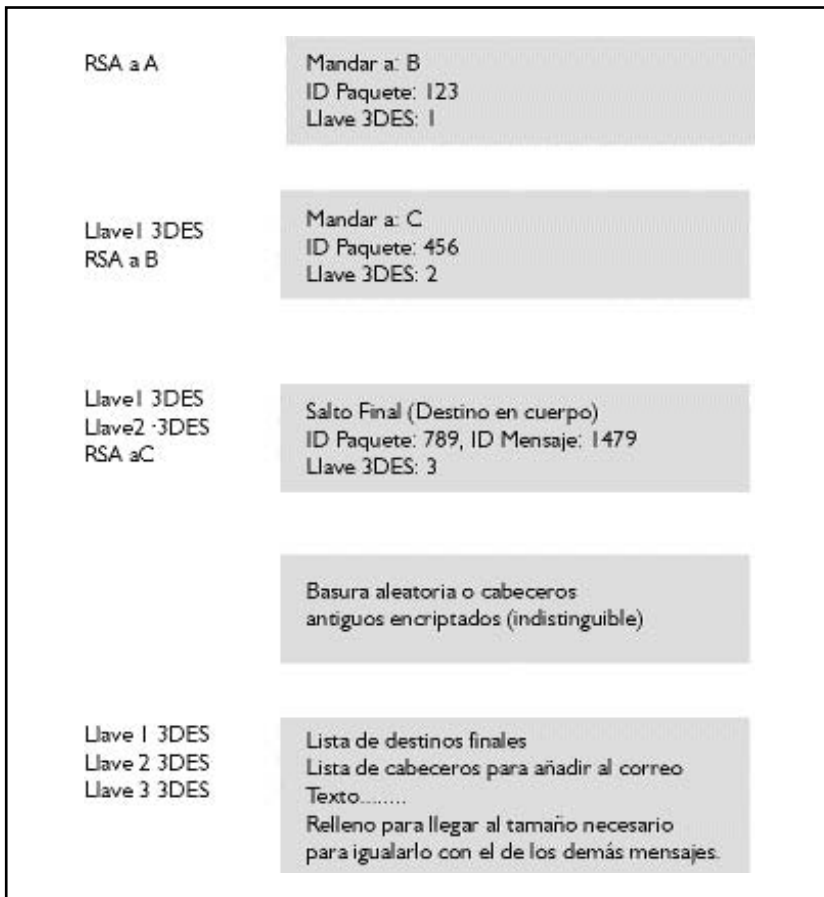 RSA a A
Mandar a: B
ID Paquete: 123
Llave 3DES: 1
Llave1 3DES
RSA a B
Mandar a: C
ID Paquete: 456
Llave 3DES: 2
Llave1 3DES
Llave2 -3DES
RSA aC
Salto Final (Destino en cuerpo)
ID Paquete: 789, ID Mensaje: 1479
Llave 3DES: 3
Basura aleatoria o cabeceros
antiguos encriptados (indistinguible)
Llave 1 3DES
Llave 2 3DES
Llave 3 3DES
Lista de destinos finales
Lista de cabeceros para añadir al correo
Texto........
Relleno para llegar al tamaño necesario
para igualarlo con el de los demás mensajes.